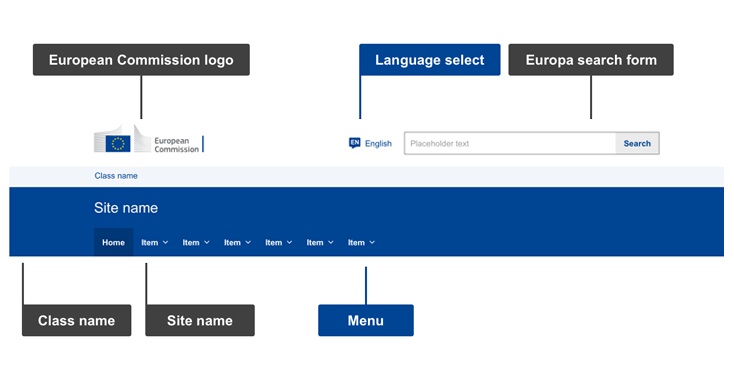 European Commission logo
Language select
Europa search form
European
Commission
EN English
Placeholder text
Search
Class name
Site name
Home Item Item Item Item Item Item
Class name
Site name
Menu